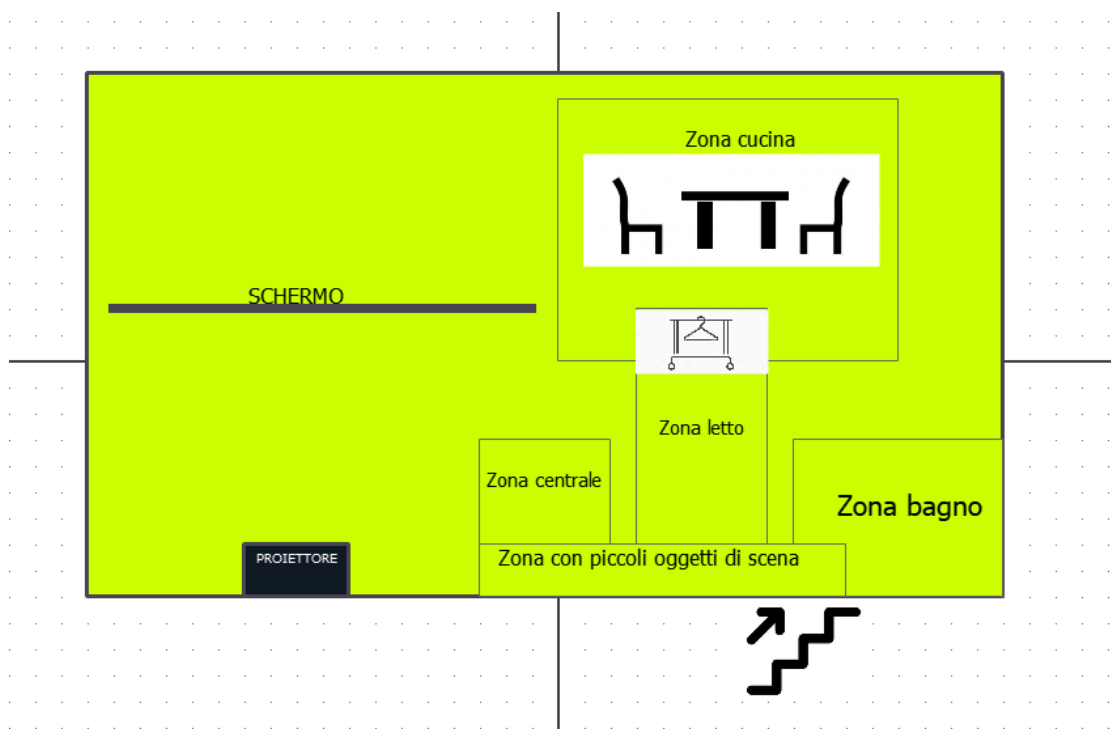 Zona cucina
SCHERMO
Zona letto
Zona centrale
Zona bagno
PROIETTORE
Zona con piccoli oggetti di scena